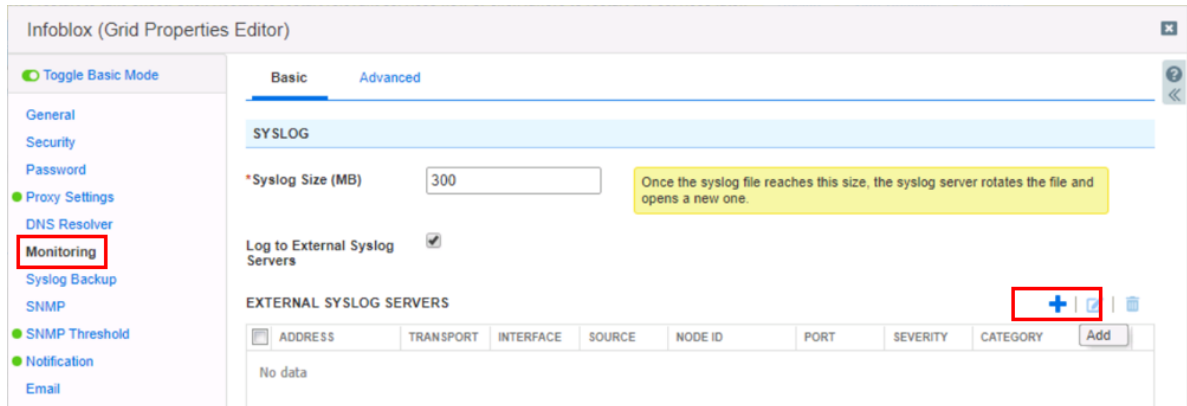 Infoblox (Grid Properties Editor)
Toggle Basic Mode
Basic Advanced
General
Security
Password
Proxy Settings
DNS Resolver
Monitoring
Syslog Backup
SNMP
SNMP Threshold
Notification
Email
SYSLOG
*Syslog Size (MB) 300
Once the syslog file reaches this size, the syslog server rotates the file and
opens a new one.
Log to External Syslog
Servers
EXTERNAL SYSLOG SERVERS
ADDRESS TRANSPORT INTERFACE SOURCE NODE ID PORT SEVERITY CATEGORY Add
No data